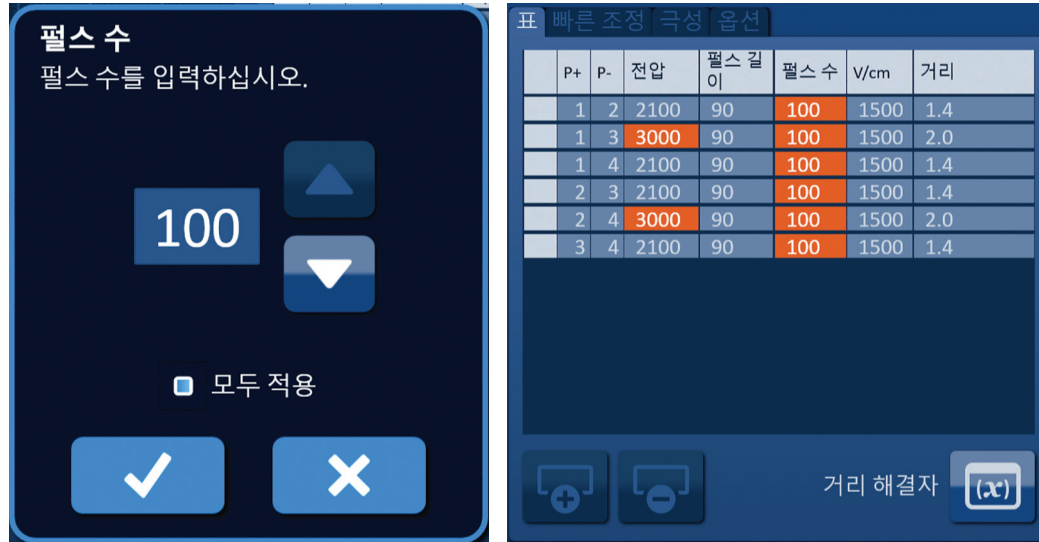 펄스 수
펄스 수를 입력하십시오.
100
모두 적용
표 빠른 조정 극성 옵션
P+ P- 전압 펄스 길이 펄스 수 V/cm 거리
1 2 2100 90 100 1500 1.4
1 3 3000 90 100 1500 2.0
1 4 2100 90 100 1500 1.4
2 3 2100 90 100 1500 1.4
2 4 3000 90 100 1500 2.0
3 4 2100 90 100 1500 1.4
거리 해결자 (x)